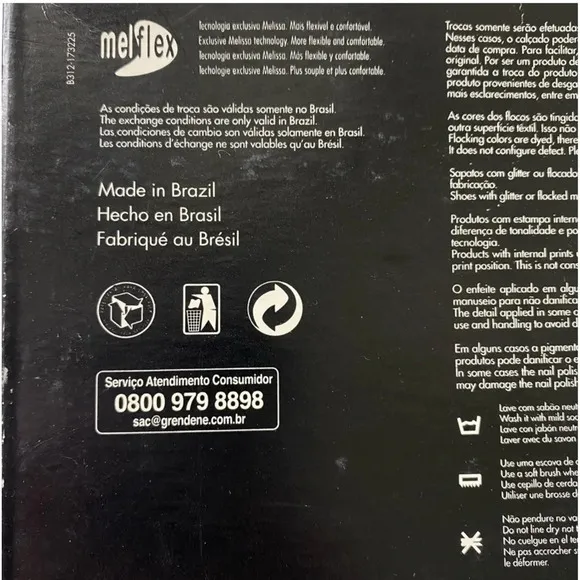 B312-173225
melflex
Tecnologia exclusiva Melissa. Mais flexível e confortável.
Exclusive Melissa technology. More flexible and comfortable.
Tecnología exclusiva Melissa. Más flexible y comfortable.
Technologie exclusive Melissa. Plus souple et plus comfortable.
As condições de troca são válidas somente no Brasil.
The exchange conditions are only valid in Brazil.
Las condiciones de cambio son válidas solamente en Brasil.
Les conditions d'échange ne sont valables qu'au Brésil.
Made in Brazil
Hecho en Brasil
Fabriqué au Brésil
Serviço Atendimento Consumidor
0800 979 8898
sac@grendene.com.br
Trocas somente serão efetuada
Nesses casos, o calçado poder
data de compra. Para facilitar
original. Por ser um produto de
garantida a troca do produto
produto provenientes de desga
mais esclarecimentos, entre em
As cores dos flocos são tingida
outra superfície têxtil. Isso não
Flocking colors are dyed, there
It does not configure defect. Pl
Sapatos com glitter ou flocado
fabricação.
Shoes with glitter or flocked m
Produtos com estampa intern
diferença de tonalidade e po
tecnologia.
Products with internal prints
print position. This is not cons
O enfeite aplicado em algu
manuseio para não danifica
The detail applied in some c
use and handling to avoid d
Em alguns casos a pigmento
produtos pode danificar o e
In some cases the nail polis
may damage the nail polish
Lave com sabão neut
Wash it with mild soa
Lave con jabón neutr
Laver avec du savon
Use uma escova de c
Use a soft brush whe
Use cepillo de cerda
Utiliser une brosse d
Não pendure no va
Do not line dry not t
No cuelgue en el te
Ne pas accrocher s
le déformer.